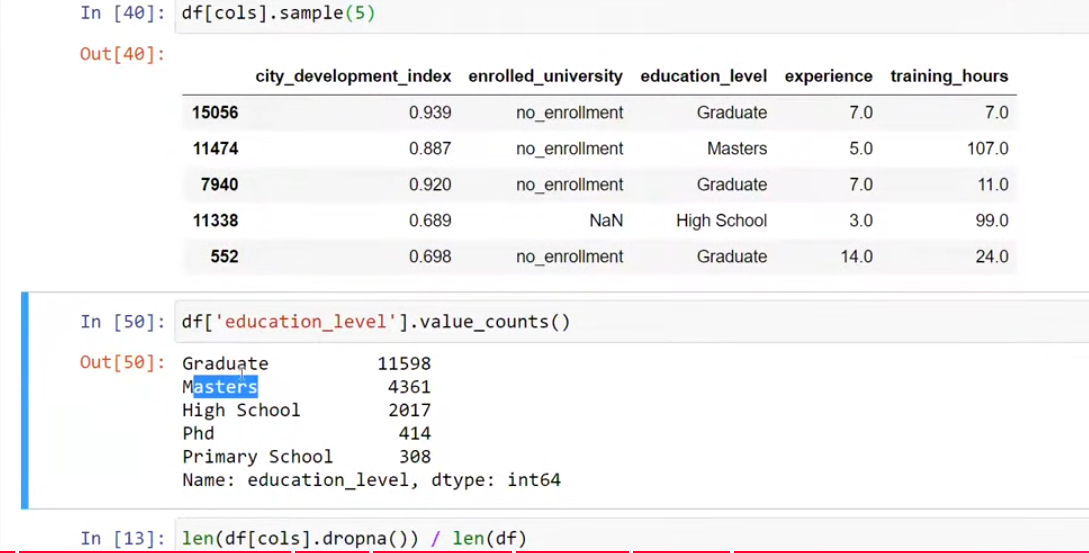 In [40]: df[cols].sample(5)
Out[40]:
city_development_index enrolled_university education_level experience training_hours
15056 0.939 no_enrollment Graduate 7.0 7.0
11474 0.887 no_enrollment Masters 5.0 107.0
7940 0.920 no_enrollment Graduate 7.0 11.0
11338 0.689 NaN High School 3.0 99.0
552 0.698 no_enrollment Graduate 14.0 24.0
In [50]: df['education_level'].value_counts()
Out[50]: Graduate 11598
Masters 4361
High School 2017
Phd 414
Primary School 308
Name: education_level, dtype: int64
In [13]: len(df[cols].dropna()) / len(df)